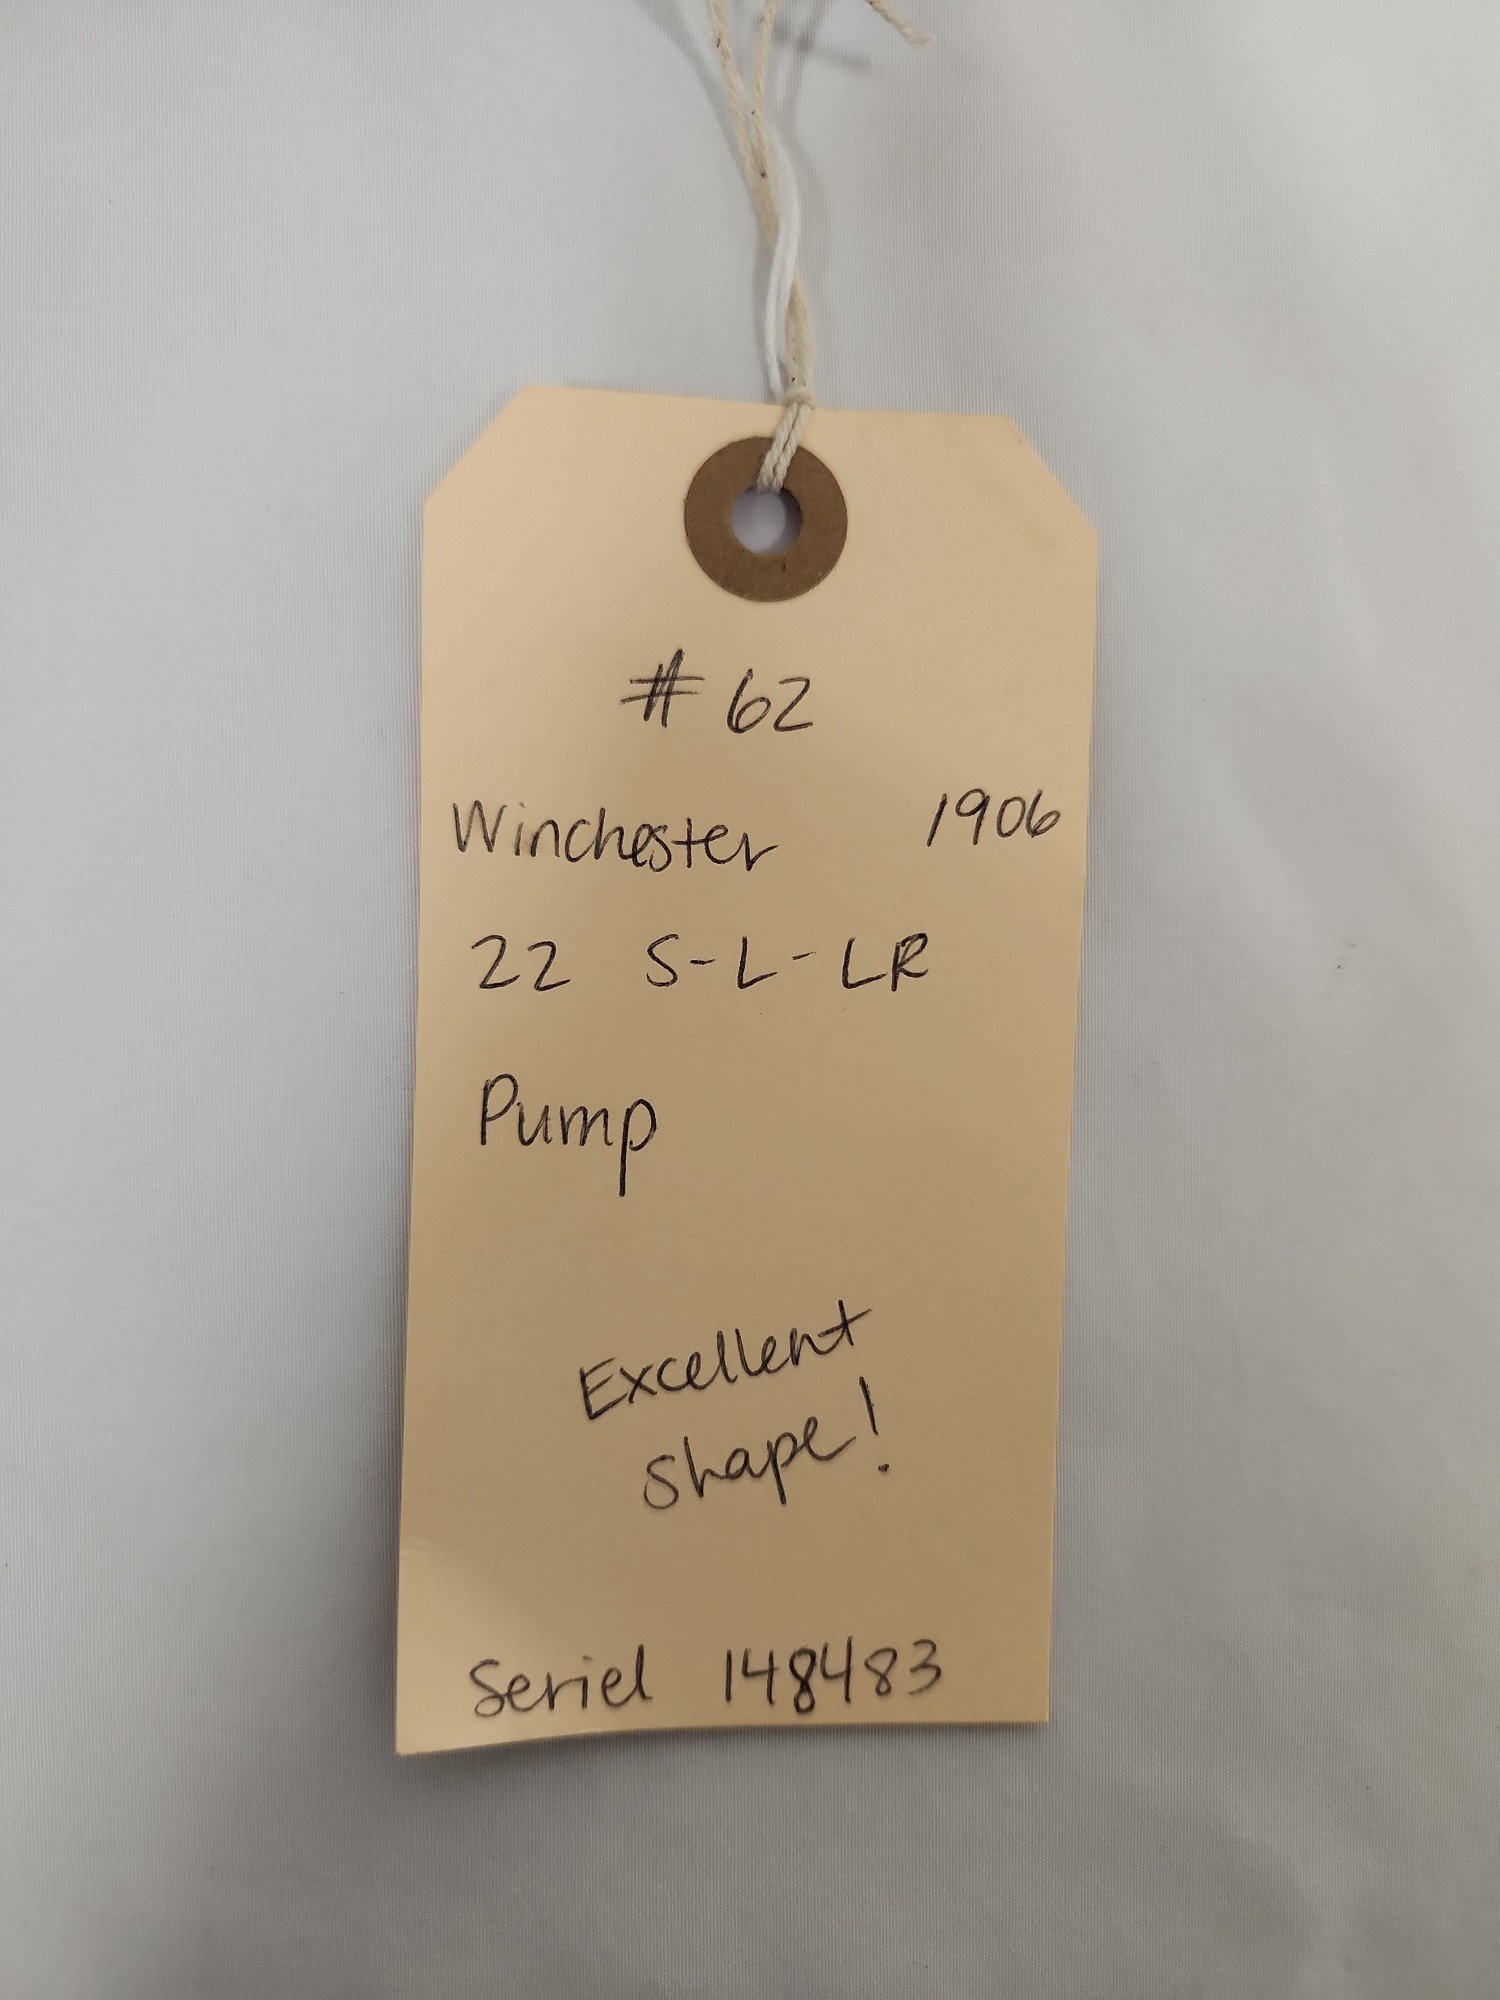 # 62
Winchester 1906
22 S-L-LR
Pump
Excellent
shape!
Seriel 148483